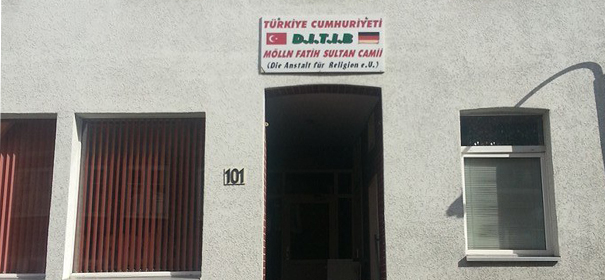 TÜRKİYE CUMHURİYETİ
D.İ.T.İ.B
MÖLLN FATİH SULTAN CAMİİ
(Die Anstalt für Religion e.U.)
101